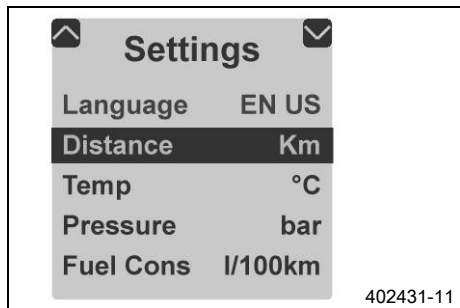 Settings
Language EN US
Distance Km
Temp °C
Pressure bar
Fuel Cons l/100km
402431-11